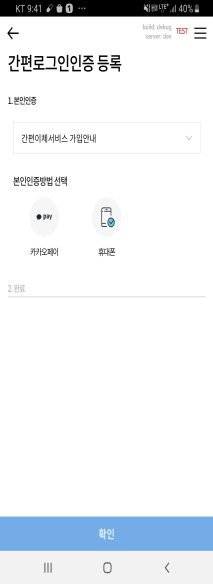 KT 9:41
40%
build: debug
server: dev
TEST
간편로그인인증 등록
1.본인인증
간편이체서비스 가입안내
본인인증방법 선택
pay
카카오페이
휴대폰
2.완료
확인